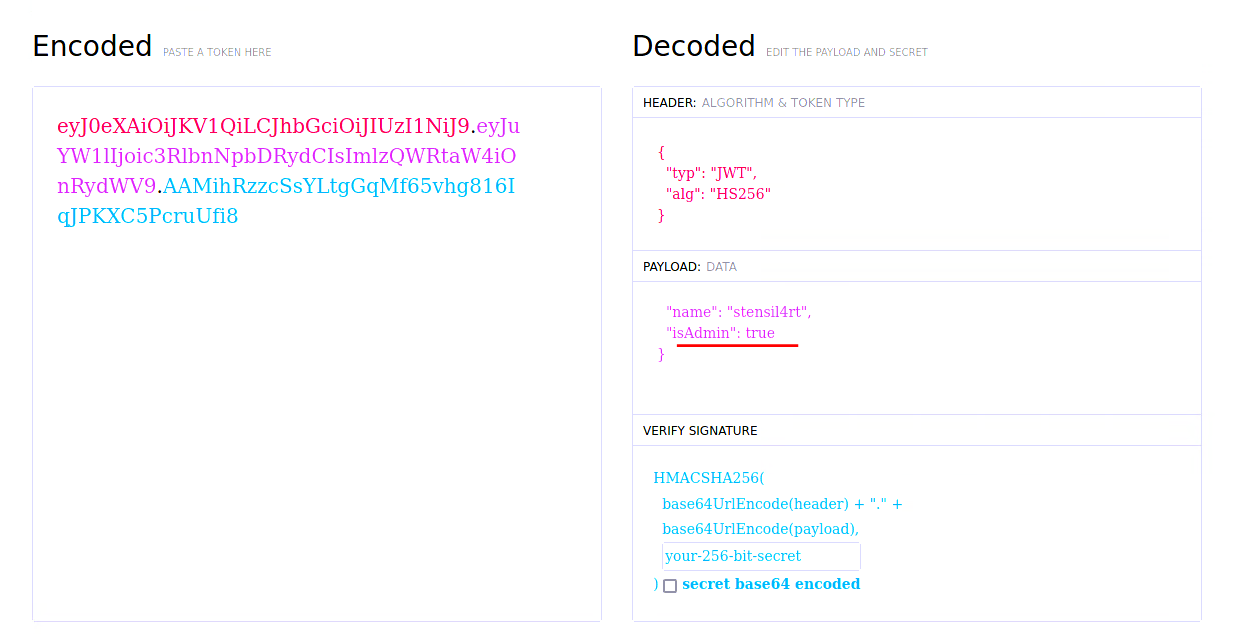 Encoded PASTE A TOKEN HERE
eyJ0eXAiOiJKV1QiLCJhbGciOiJIUzI1NiJ9.eyJu
YW1lIjoic3RlbnNpbDRydCIsImlzQWRtaW4iO
nRydWV9.AAMihRzzcSsYLtgGqMf65vhg816I
qJPKXC5PcruUfi8
Decoded EDIT THE PAYLOAD AND SECRET
HEADER: ALGORITHM & TOKEN TYPE
{
"typ": "JWT",
"alg": "HS256"
}
PAYLOAD: DATA
"name": "stensil4rt",
"isAdmin": true
}
VERIFY SIGNATURE
HMACSHA256(
base64UrlEncode(header) + "." +
base64UrlEncode(payload),
your-256-bit-secret
) secret base64 encoded